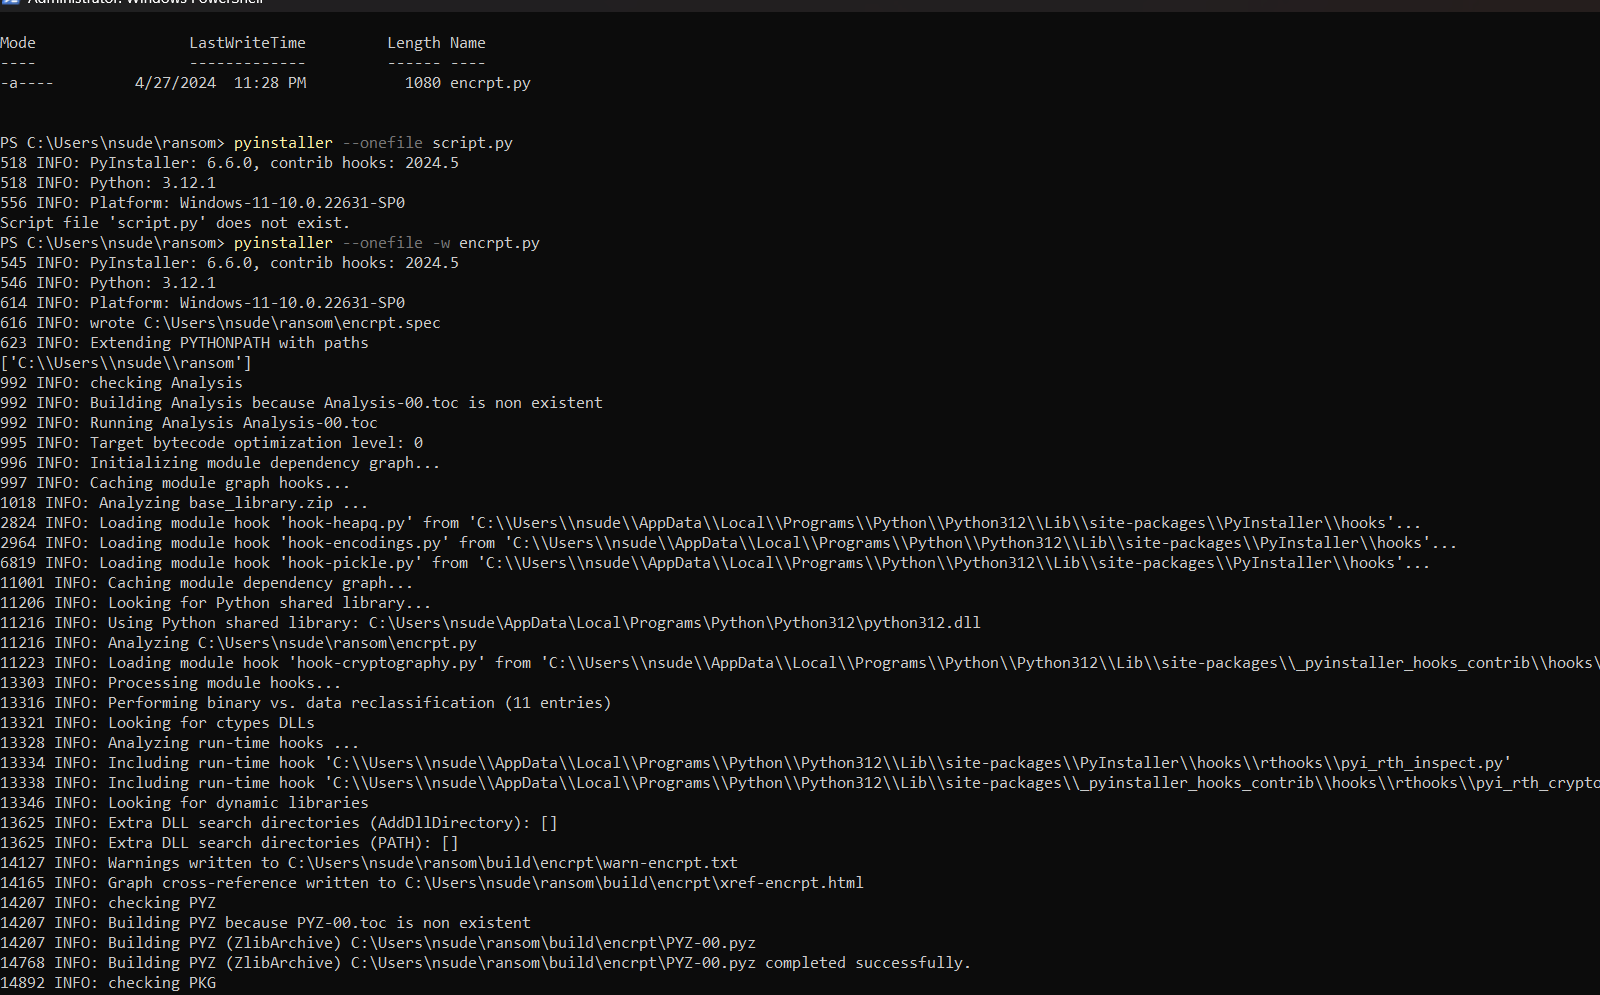 Administrator: Windows PowerShell
Mode                 LastWriteTime         Length Name
----                 -------------         ------ ----
-a----         4/27/2024  11:28 PM           1080 encrpt.py
PS C:\Users\nsude\ransom> pyinstaller --onefile script.py
518 INFO: PyInstaller: 6.6.0, contrib hooks: 2024.5
518 INFO: Python: 3.12.1
556 INFO: Platform: Windows-11-10.0.22631-SP0
Script file 'script.py' does not exist.
PS C:\Users\nsude\ransom> pyinstaller --onefile -w encrpt.py
545 INFO: PyInstaller: 6.6.0, contrib hooks: 2024.5
546 INFO: Python: 3.12.1
614 INFO: Platform: Windows-11-10.0.22631-SP0
616 INFO: wrote C:\Users\nsude\ransom\encrpt.spec
623 INFO: Extending PYTHONPATH with paths
['C:\\Users\\nsude\\ransom']
992 INFO: checking Analysis
992 INFO: Building Analysis because Analysis-00.toc is non existent
992 INFO: Running Analysis Analysis-00.toc
995 INFO: Target bytecode optimization level: 0
996 INFO: Initializing module dependency graph...
997 INFO: Caching module graph hooks...
1018 INFO: Analyzing base_library.zip ...
2824 INFO: Loading module hook 'hook-heapq.py' from 'C:\\Users\\nsude\\AppData\\Local\\Programs\\Python\\Python312\\Lib\\site-packages\\PyInstaller\\hooks'...
2964 INFO: Loading module hook 'hook-encodings.py' from 'C:\\Users\\nsude\\AppData\\Local\\Programs\\Python\\Python312\\Lib\\site-packages\\PyInstaller\\hooks'...
6819 INFO: Loading module hook 'hook-pickle.py' from 'C:\\Users\\nsude\\AppData\\Local\\Programs\\Python\\Python312\\Lib\\site-packages\\PyInstaller\\hooks'...
11001 INFO: Caching module dependency graph...
11206 INFO: Looking for Python shared library...
11216 INFO: Using Python shared library: C:\Users\nsude\AppData\Local\Programs\Python\Python312\python312.dll
11216 INFO: Analyzing C:\Users\nsude\ransom\encrpt.py
11223 INFO: Loading module hook 'hook-cryptography.py' from 'C:\\Users\\nsude\\AppData\\Local\\Programs\\Python\\Python312\\Lib\\site-packages\\_pyinstaller_hooks_contrib\\hooks\
13303 INFO: Processing module hooks...
13316 INFO: Performing binary vs. data reclassification (11 entries)
13321 INFO: Looking for ctypes DLLs
13328 INFO: Analyzing run-time hooks ...
13334 INFO: Including run-time hook 'C:\\Users\\nsude\\AppData\\Local\\Programs\\Python\\Python312\\Lib\\site-packages\\PyInstaller\\hooks\\rthooks\\pyi_rth_inspect.py'
13338 INFO: Including run-time hook 'C:\\Users\\nsude\\AppData\\Local\\Programs\\Python\\Python312\\Lib\\site-packages\\_pyinstaller_hooks_contrib\\hooks\\rthooks\\pyi_rth_crypto
13346 INFO: Looking for dynamic libraries
13625 INFO: Extra DLL search directories (AddDllDirectory): []
13625 INFO: Extra DLL search directories (PATH): []
14127 INFO: Warnings written to C:\Users\nsude\ransom\build\encrpt\warn-encrpt.txt
14165 INFO: Graph cross-reference written to C:\Users\nsude\ransom\build\encrpt\xref-encrpt.html
14207 INFO: checking PYZ
14207 INFO: Building PYZ because PYZ-00.toc is non existent
14207 INFO: Building PYZ (ZlibArchive) C:\Users\nsude\ransom\build\encrpt\PYZ-00.pyz
14768 INFO: Building PYZ (ZlibArchive) C:\Users\nsude\ransom\build\encrpt\PYZ-00.pyz completed successfully.
14892 INFO: checking PKG